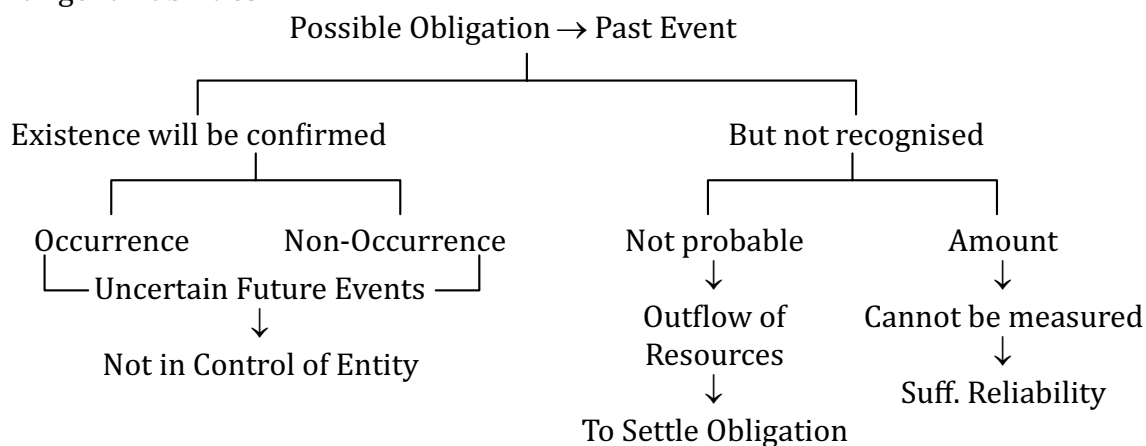 Possible Obligation → Past Event
Existence will be confirmed
But not recognised
Occurrence
Non-Occurrence
Uncertain Future Events
↓
Not in Control of Entity
Not probable
↓
Outflow of
Resources
↓
To Settle Obligation
Amount
↓
Cannot be measured
↓
Suff. Reliability